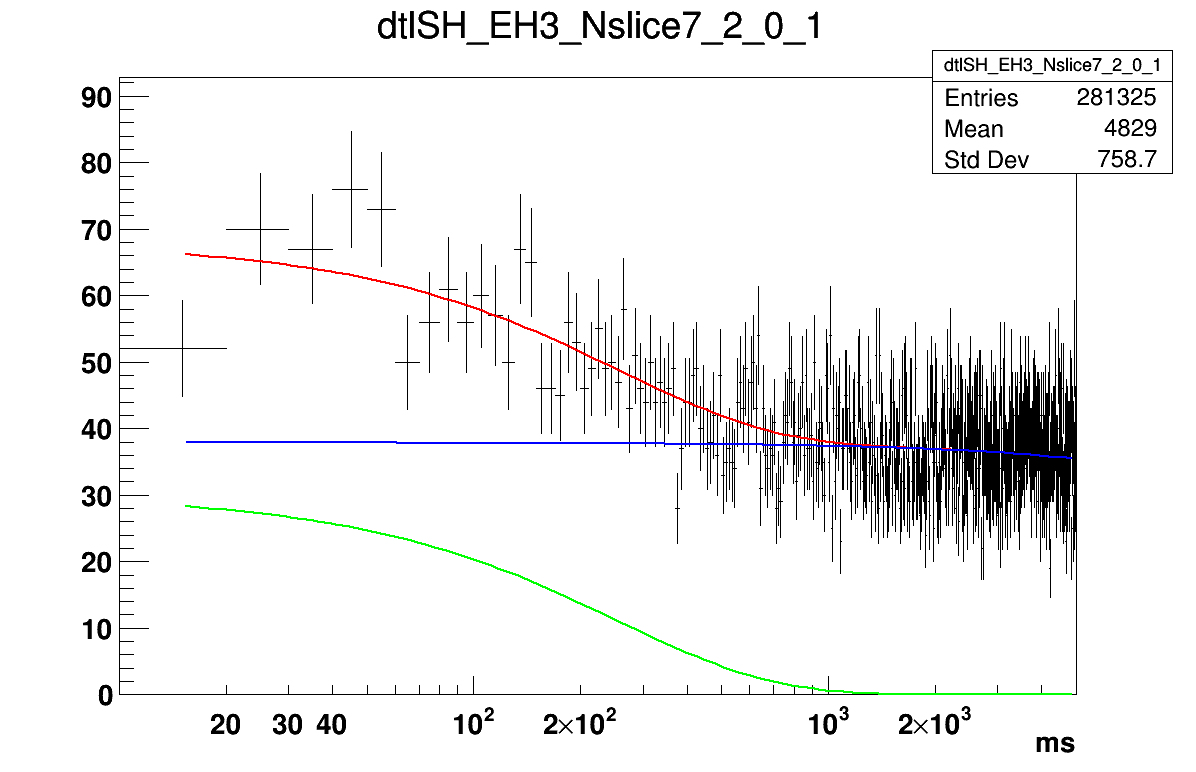 dtlSH_EH3_Nslice7_2_0_1
dtlSH_EH3_Nslice7_2_0_1
Entries 281325
Mean 4829
Std Dev 758.7
90
80
70
60
50
40
30
20
10
0
20 30 40 10² 2×10² 10³ 2×10³
ms